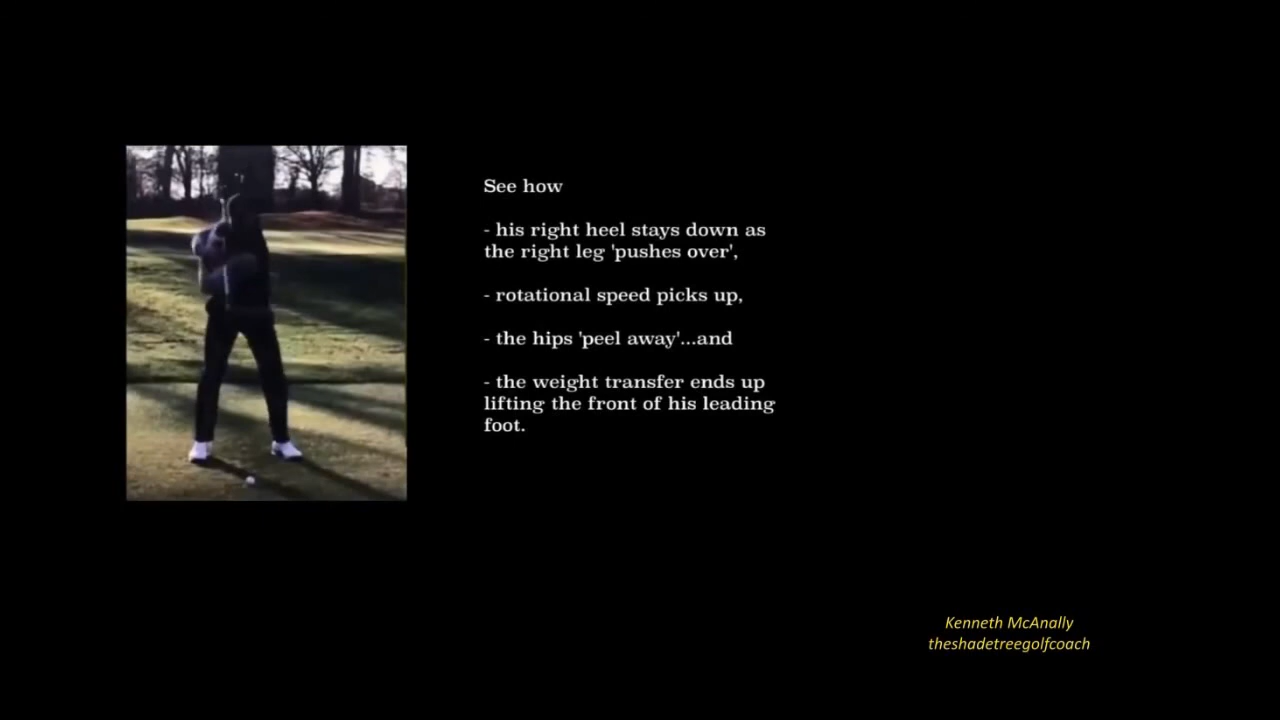 See how
- his right heel stays down as
the right leg 'pushes over',
- rotational speed picks up,
- the hips 'peel away'...and
- the weight transfer ends up
lifting the front of his leading
foot.
Kenneth McAnally
theshadetreegolfcoach